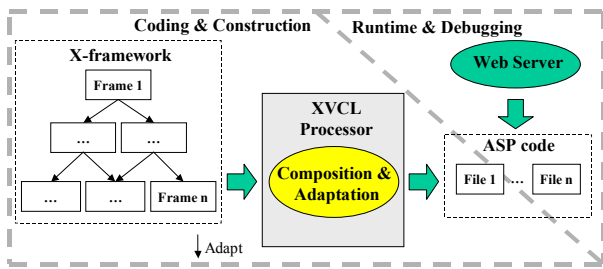 Coding & Construction
Runtime & Debugging
X-framework
Frame 1
... ...
... ... Frame n
Adapt
XVCL
Processor
Composition &
Adaptation
Web Server
ASP code
File 1 ... File n